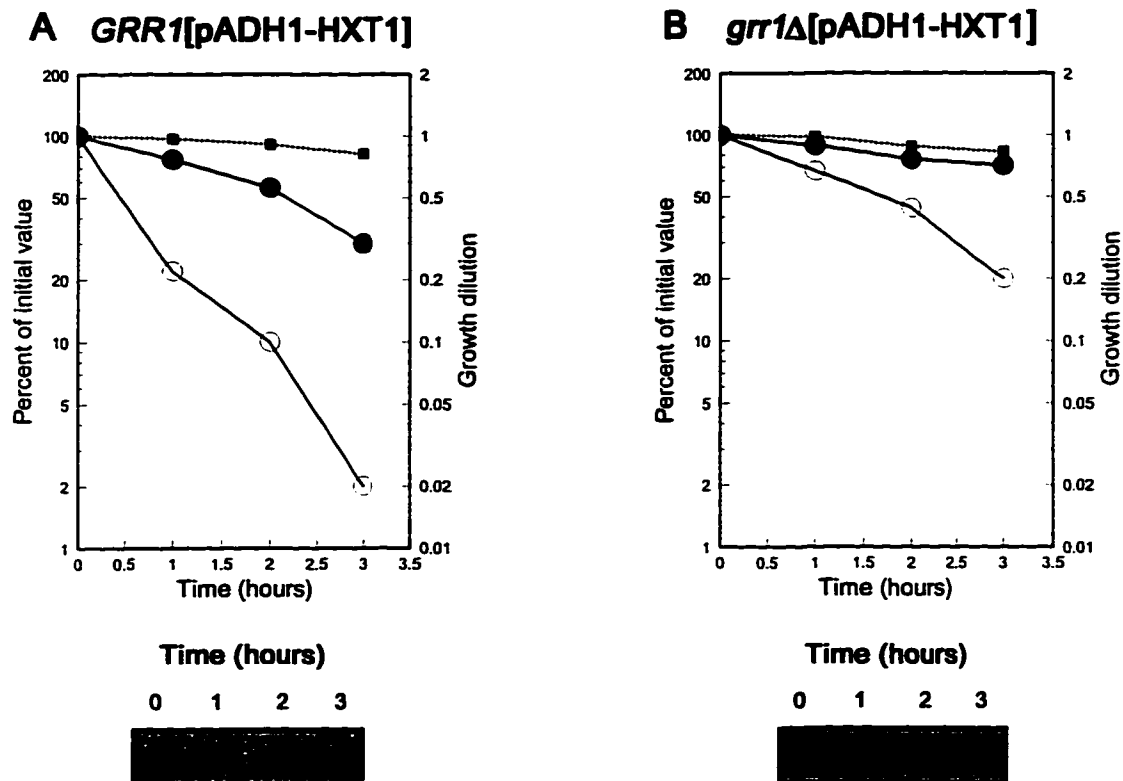 A GRR1[pADH1-HXT1]
200
100
50
20
10
5
2
1
Percent of initial value
2
1
0.5
0.2
0.1
0.05
0.02
0.01
Growth dilution
0 0.5 1 1.5 2 2.5 3 3.5
Time (hours)
Time (hours)
0 1 2 3
B grr1Δ[pADH1-HXT1]
200
100
50
20
10
5
2
1
Percent of initial value
2
1
0.5
0.2
0.1
0.05
0.02
0.01
Growth dilution
0 0.5 1 1.5 2 2.5 3 3.5
Time (hours)
Time (hours)
0 1 2 3